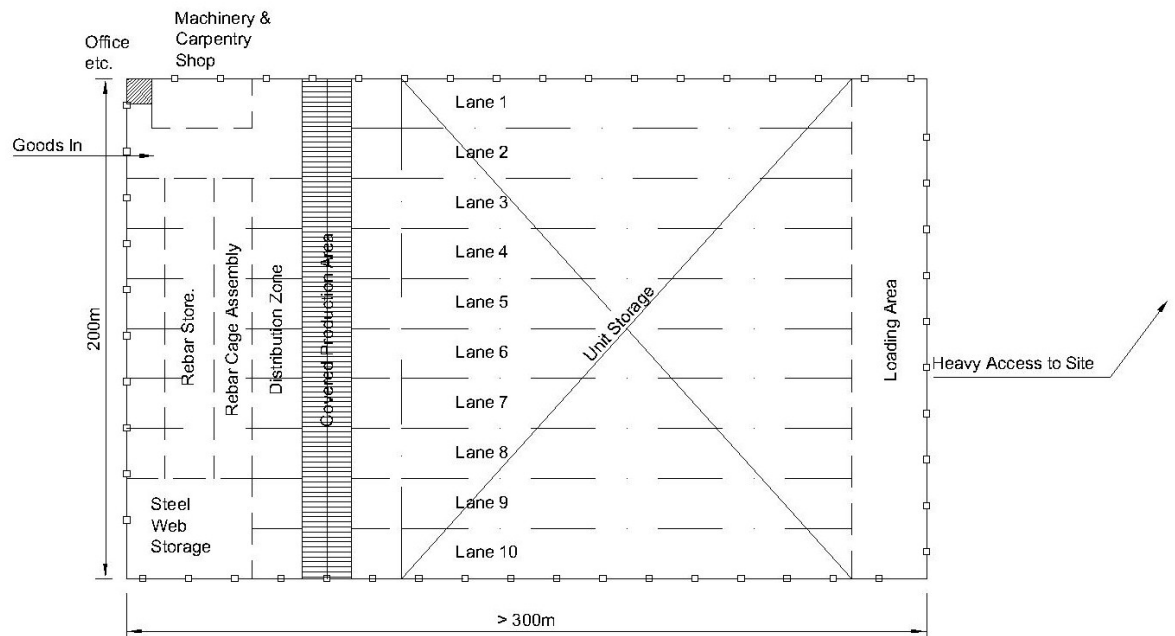 Machinery &
Carpentry
Shop
Office
etc.
Goods In
200m
Lane 1
Lane 2
Lane 3
Lane 4
Lane 5
Lane 6
Lane 7
Lane 8
Lane 9
Lane 10
Rebar Store.
Rebar Cage Assembly
Distribution Zone
Covered Production Area
Unit Storage
Loading Area
Heavy Access to Site
Steel
Web
Storage
> 300m